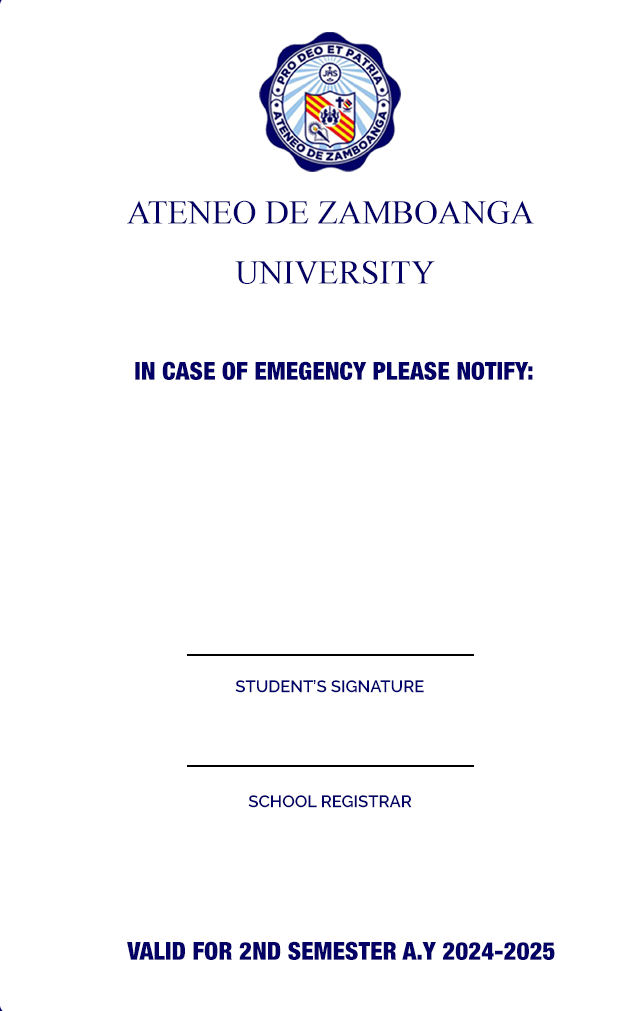 PRO DEO ET PATRIA
JHS
ATENEO DE ZAMBOANGA
ATENEO DE ZAMBOANGA
UNIVERSITY
IN CASE OF EMEGENCY PLEASE NOTIFY:
STUDENT'S SIGNATURE
SCHOOL REGISTRAR
VALID FOR 2ND SEMESTER A.Y 2024-2025